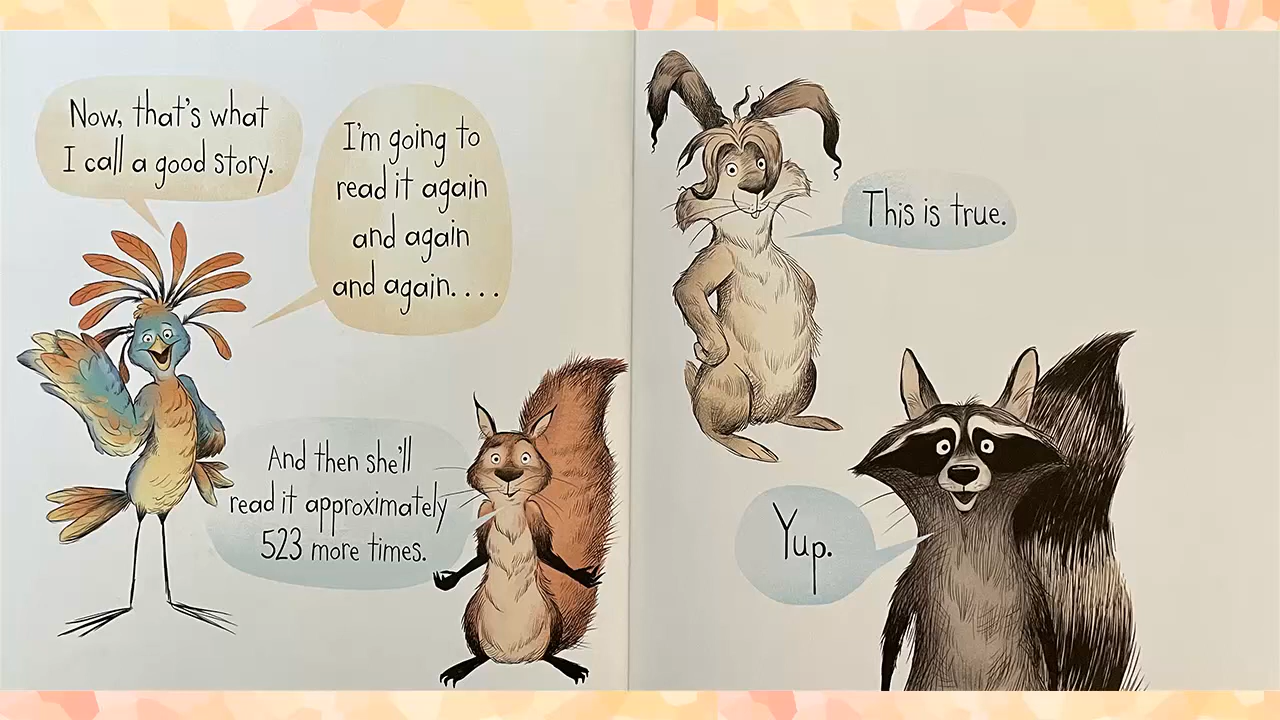 Now, that's what
I call a good story.
I'm going to
read it again
and again
and again....
And then she'll
read it approximately
523 more times.
This is true.
Yup.